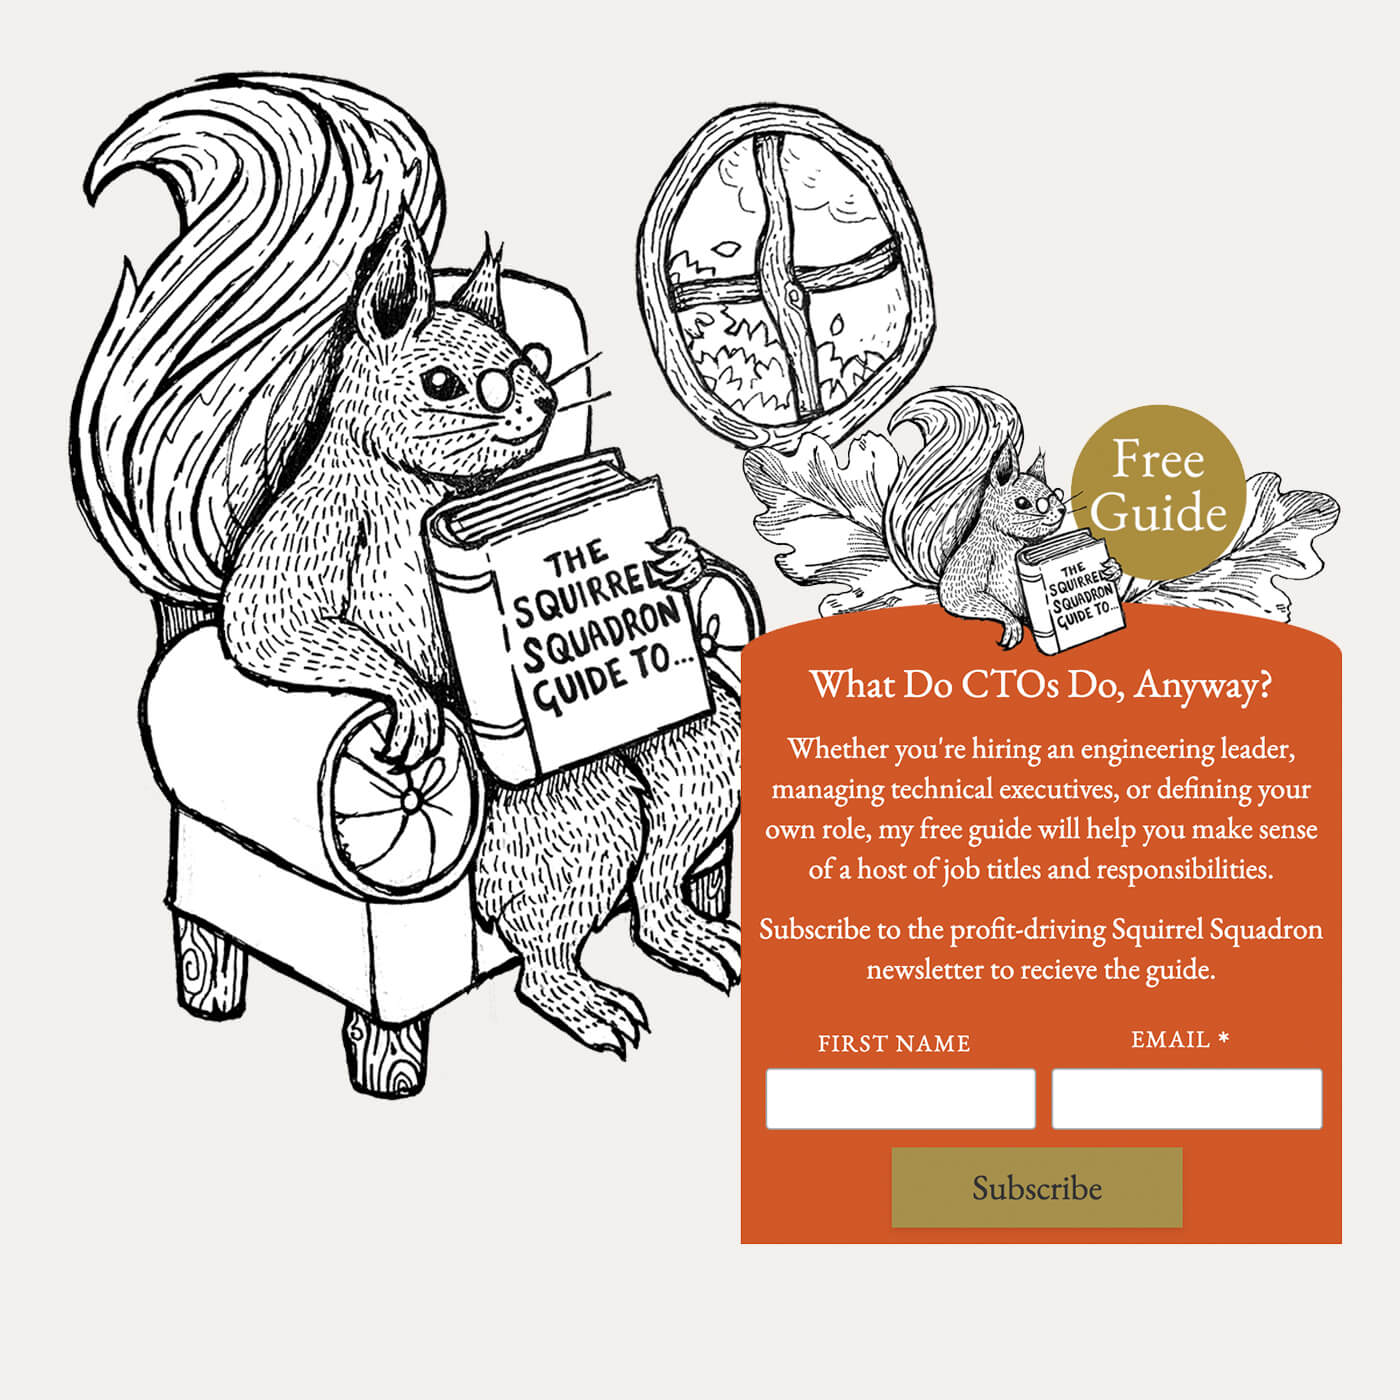 THE
SQUIRREL
SQUADRON
GUIDE TO...
Free
Guide
THE
SQUIRREL
SQUADRON
GUIDE TO...
What Do CTOs Do, Anyway?
Whether you're hiring an engineering leader,
managing technical executives, or defining your
own role, my free guide will help you make sense
of a host of job titles and responsibilities.
Subscribe to the profit-driving Squirrel Squadron
newsletter to recieve the guide.
FIRST NAME
EMAIL *
Subscribe